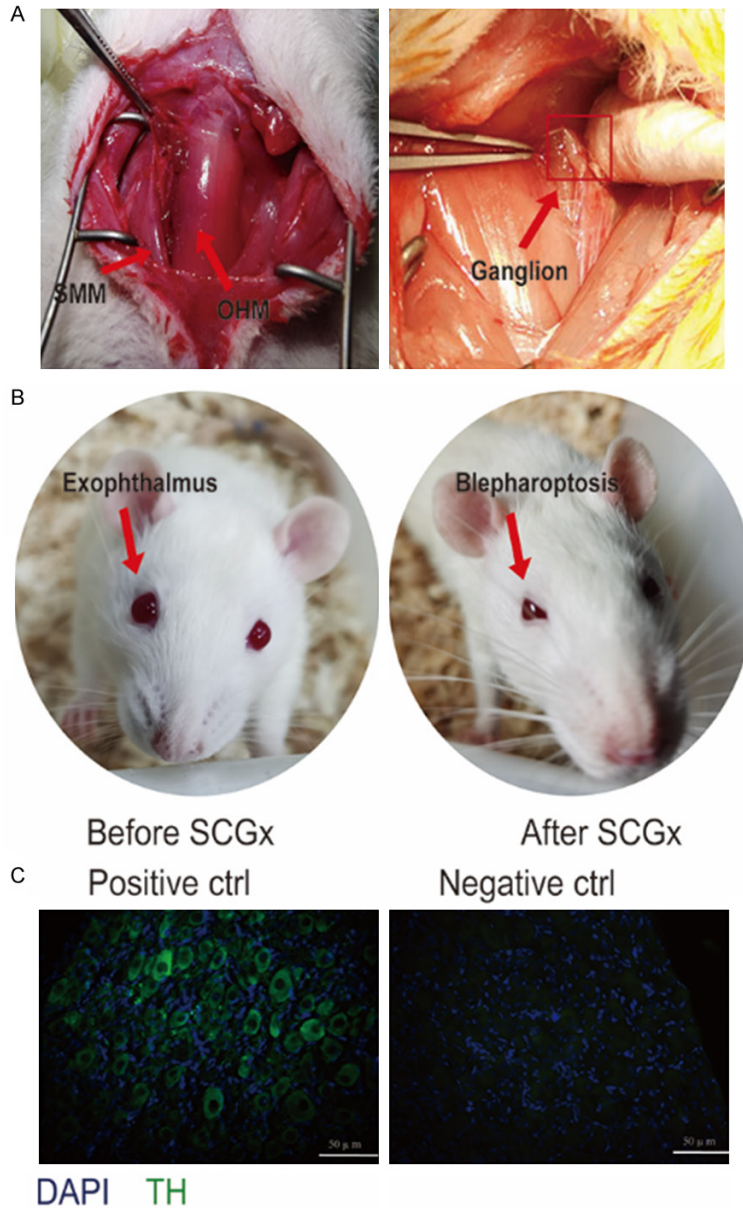 A
SMM
OHM
Ganglion
B
Exophthalmus
Blepharoptosis
Before SCGx
After SCGx
C
Positive ctrl
Negative ctrl
50 μm
50 μm
DAPI TH